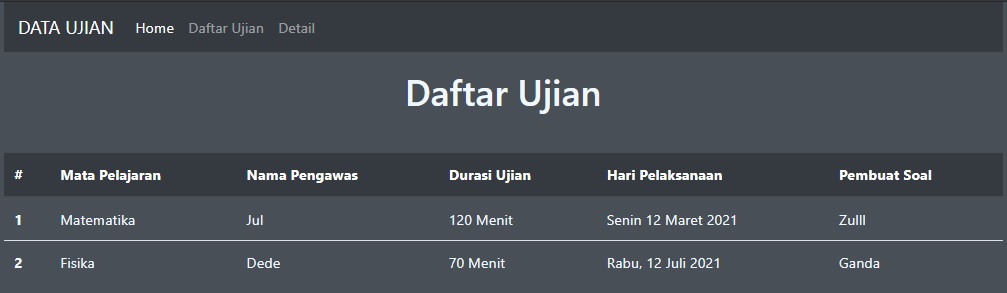 DATA UJIAN Home Daftar Ujian Detail
Daftar Ujian
# Mata Pelajaran Nama Pengawas Durasi Ujian Hari Pelaksanaan Pembuat Soal
1 Matematika Jul 120 Menit Senin 12 Maret 2021 Zulll
2 Fisika Dede 70 Menit Rabu, 12 Juli 2021 Ganda